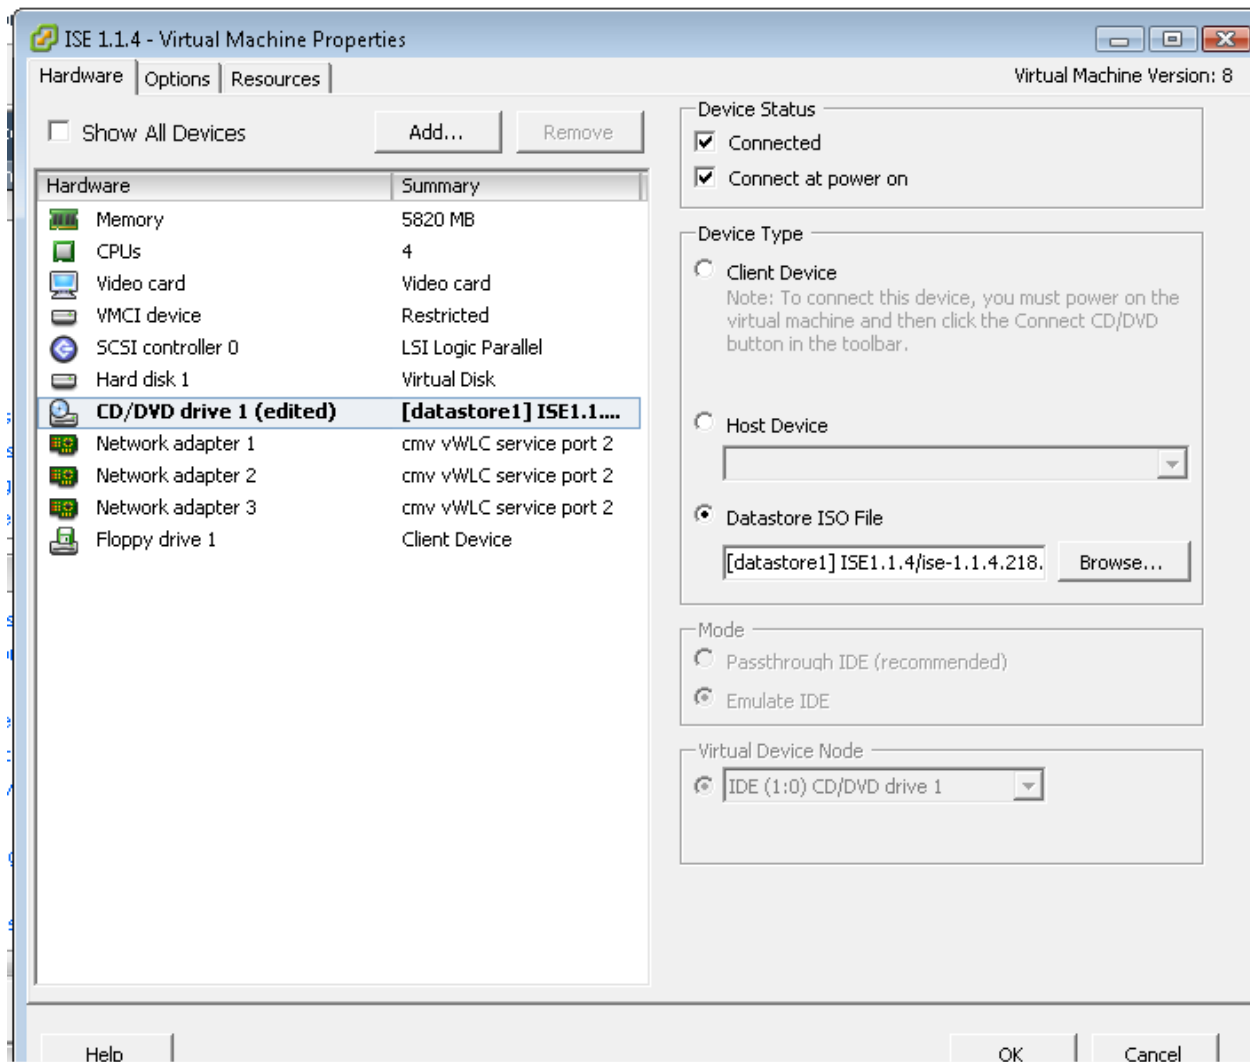 ISE 1.1.4 - Virtual Machine Properties
Hardware Options Resources Virtual Machine Version: 8
Show All Devices Add... Remove
Hardware Summary
Memory 5820 MB
CPUs 4
Video card Video card
VMCI device Restricted
SCSI controller 0 LSI Logic Parallel
Hard disk 1 Virtual Disk
CD/DVD drive 1 (edited) [datastore1] ISE1.1....
Network adapter 1 cmv vWLC service port 2
Network adapter 2 cmv vWLC service port 2
Network adapter 3 cmv vWLC service port 2
Floppy drive 1 Client Device
Device Status
Connected
Connect at power on
Device Type
Client Device
Note: To connect this device, you must power on the
virtual machine and then click the Connect CD/DVD
button in the toolbar.
Host Device
Datastore ISO File
[datastore1] ISE1.1.4/ise-1.1.4.218. Browse...
Mode
Passthrough IDE (recommended)
Emulate IDE
Virtual Device Node
IDE (1:0) CD/DVD drive 1
Help OK Cancel